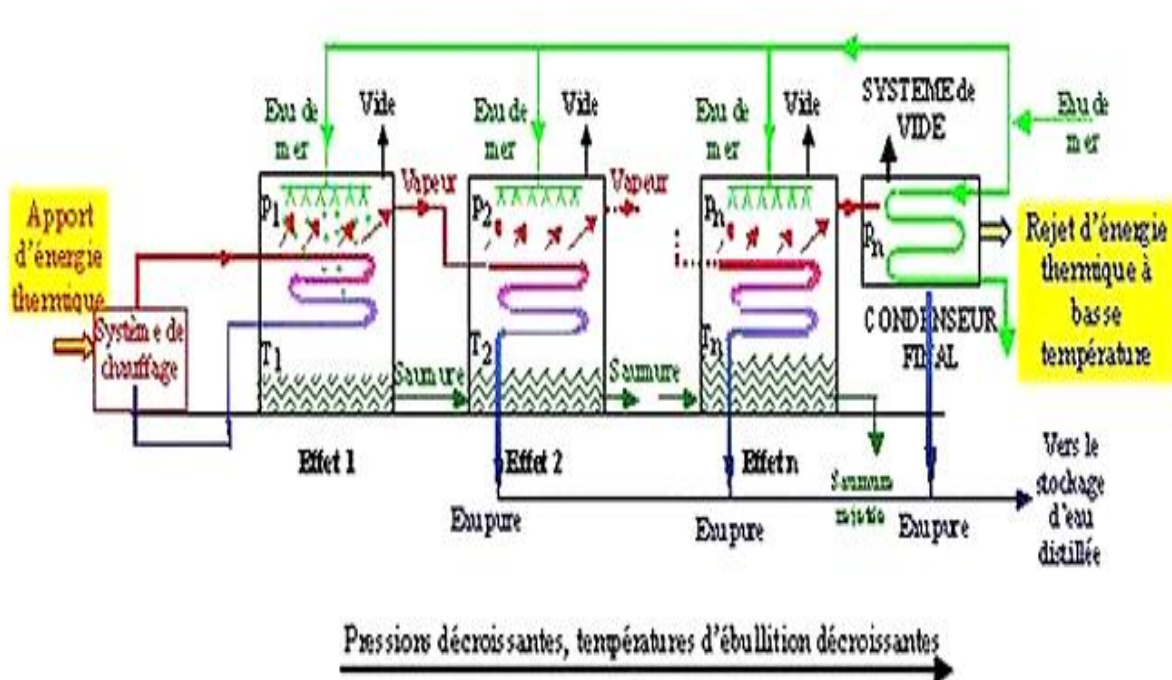 Eau de
mer
Vide
Eau de
mer
Vide
Eau de
mer
Vide
SYSTEME de
VIDE
Eau de
mer
Apport
d'énergie
thermique
Système de
chauffage
P1
T1
Vapeur
P2
T2
Vapeur
Pn
Tn
Pn
CONDENSEUR
FINAL
Rejet d'énergie
thermique à
basse
température
Saumure
Saumure
Effet 1
Effet 2
Effet n
Saumure
Eau pure
Eau pure
Eau pure
Vers le
stockage
d'eau
distillée
Pressions décroissantes, températures d'ébullition décroissantes